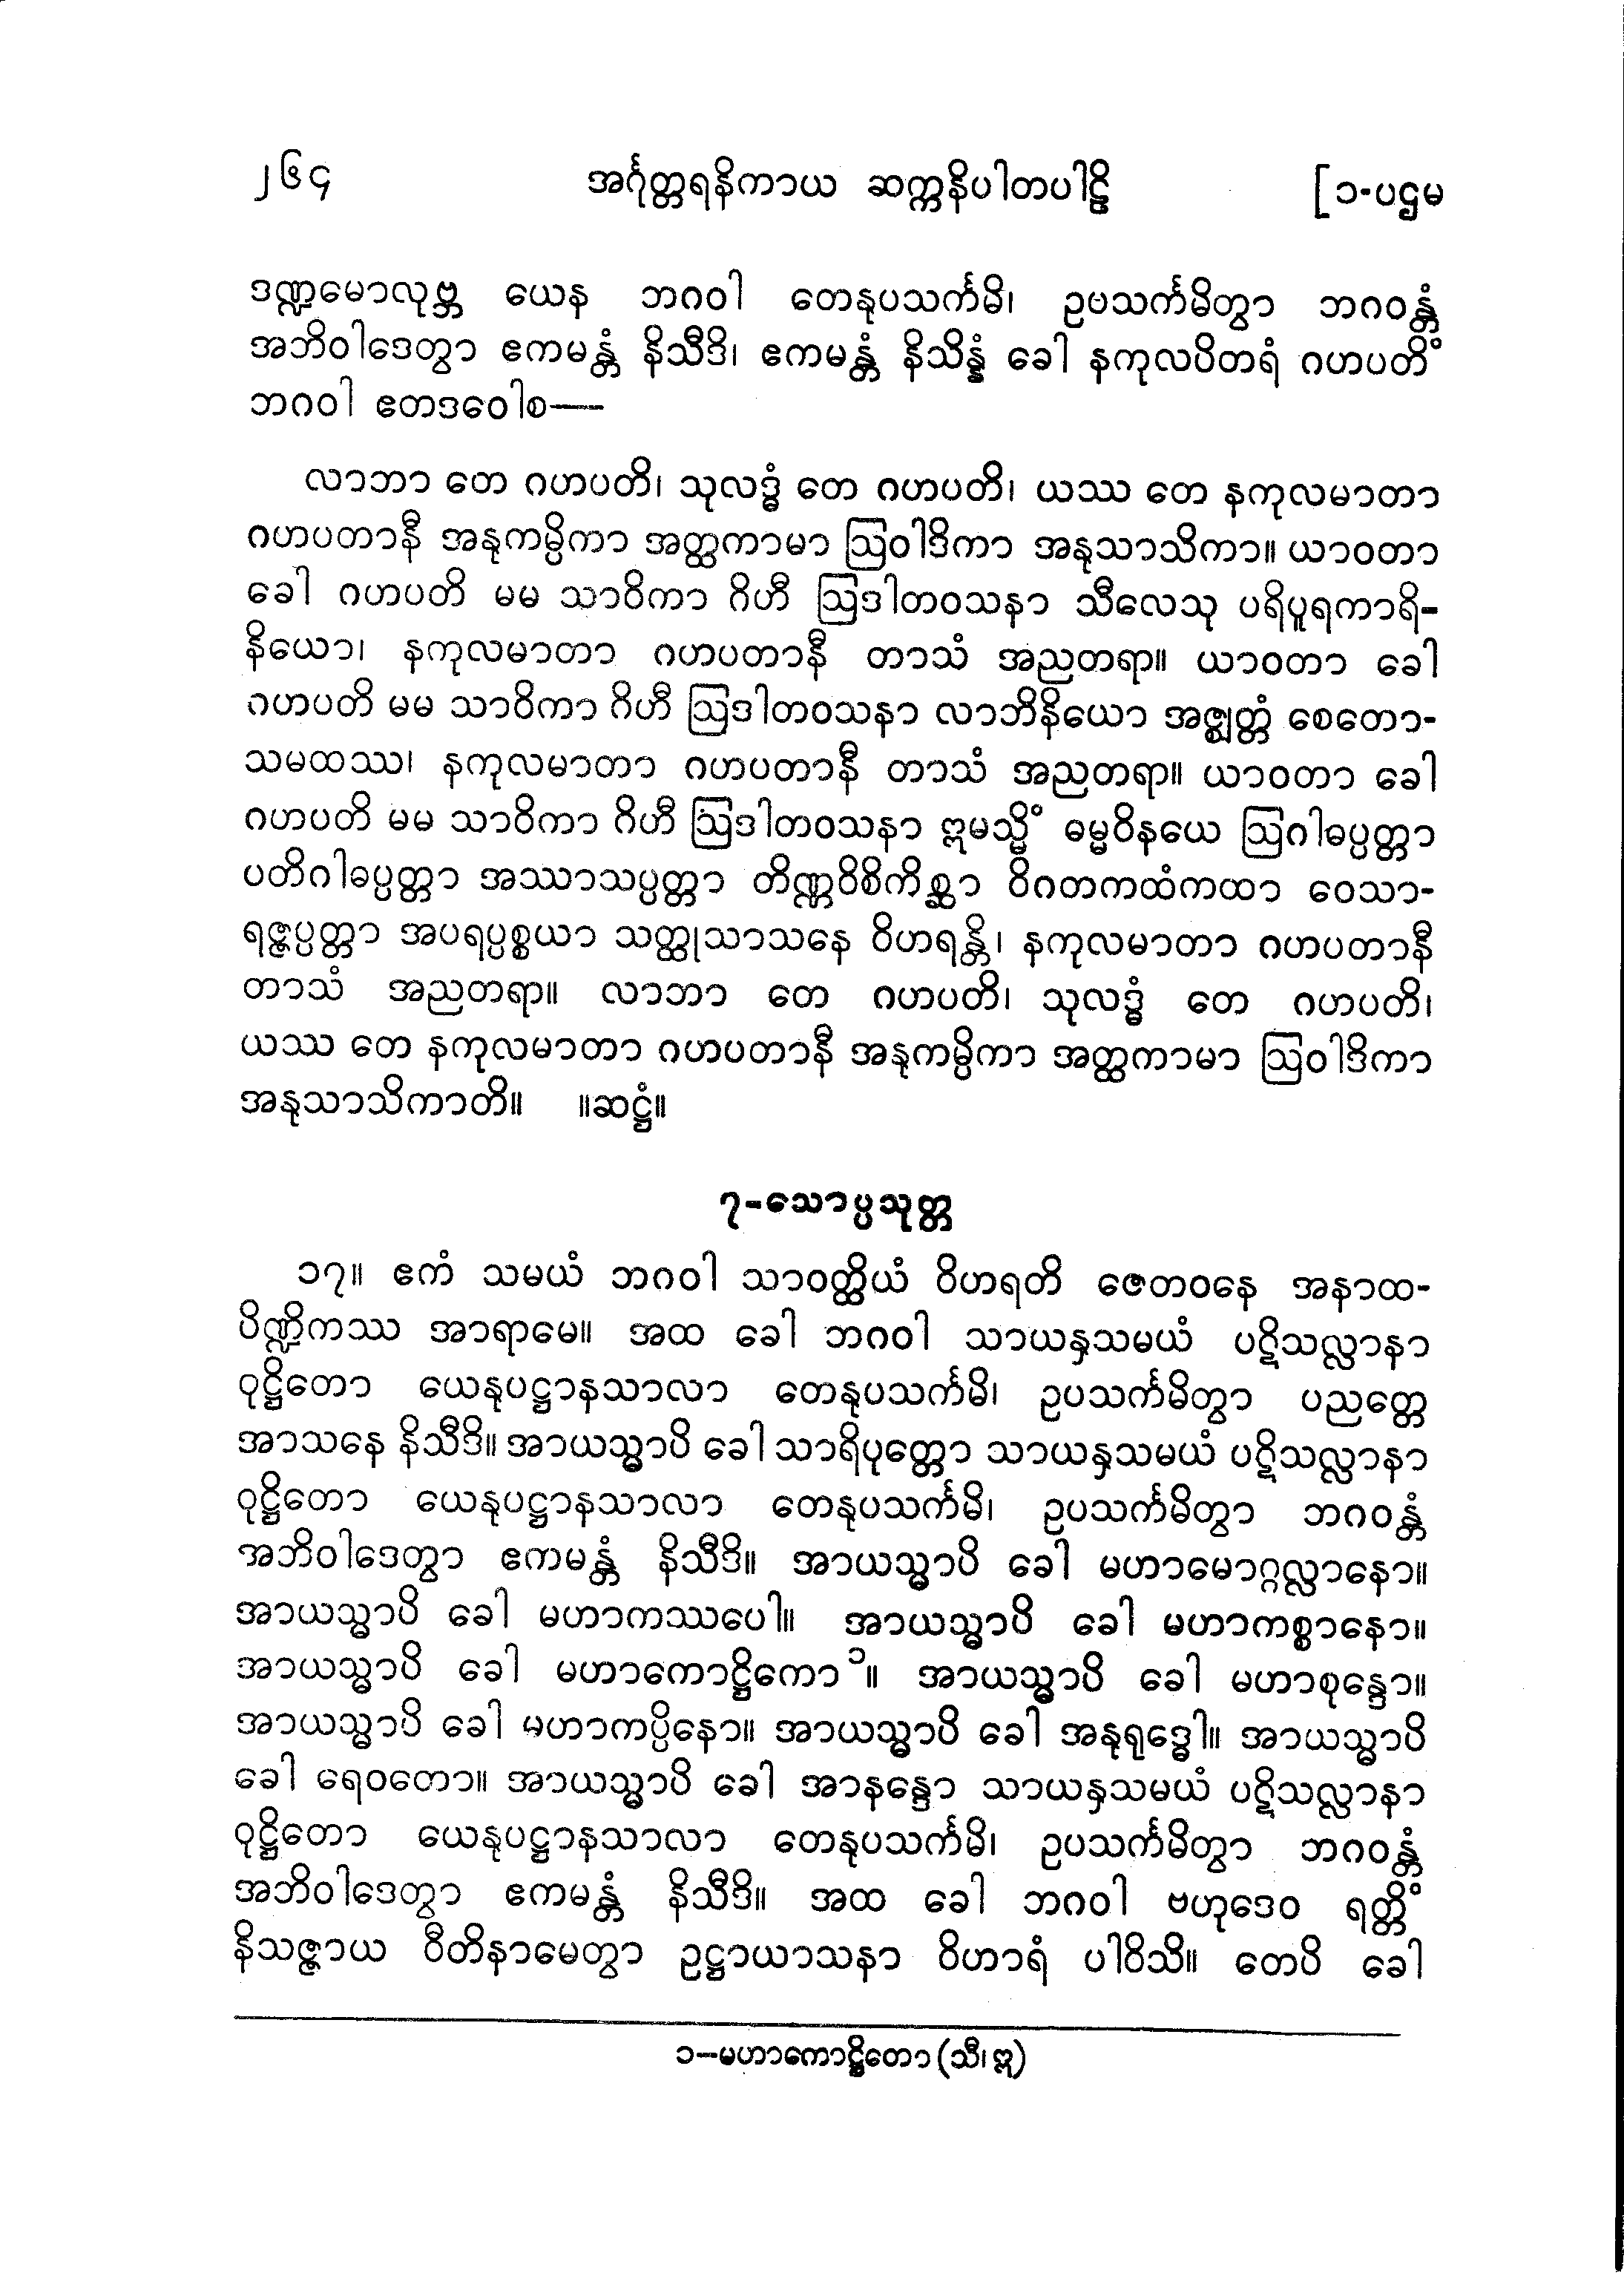 ၂၆၄ အင်္ဂုတ္တရနိကာယ ဆက္ကနိပါတပါဠိ [၁-ပဌမ
ဒဏ္ဍမောလုဗ္ဘ ယေန ဘဂဝါ တေနုပသင်္ကမိ၊ ဥပသင်္ကမိတွာ ဘဂဝန္တံ
အဘိဝါဒေတွာ ဧကမန္တံ နိသီဒိ၊ ဧကမန္တံ နိသိန္နံ ခေါ နကုလပိတရံ ဂဟပတိံ
ဘဂဝါ ဧတဒဝေါစ—
လာဘာ တေ ဂဟပတိ၊ သုလဒ္ဓံ တေ ဂဟပတိ၊ ယဿ တေ နကုလမာတာ
ဂဟပတာနီ အနုကမ္ပိကာ အတ္ထကာမာ ဩဝါဒိကာ အနုသာသိကာ။ ယာဝတာ
ခေါ ဂဟပတိ မမ သာဝိကာ ဂိဟီ ဩဒါတဝသနာ သီလေသု ပရိပူရကာရိ-
နိယော၊ နကုလမာတာ ဂဟပတာနီ တာသံ အညတရာ။ ယာဝတာ ခေါ
ဂဟပတိ မမ သာဝိကာ ဂိဟီ ဩဒါတဝသနာ လာဘိနိယော အဇ္ဈတ္တံ စေတော-
သမထဿ၊ နကုလမာတာ ဂဟပတာနီ တာသံ အညတရာ။ ယာဝတာ ခေါ
ဂဟပတိ မမ သာဝိကာ ဂိဟီ ဩဒါတဝသနာ ဣမသ္မိံ ဓမ္မဝိနယေ ဩဂါဓပ္ပတ္တာ
ပတိဂါဓပ္ပတ္တာ အဿာသပ္ပတ္တာ တိဏ္ဏဝိစိကိစ္ဆာ ဝိဂတကထံကထာ ဝေသာ-
ရဇ္ဇပ္ပတ္တာ အပရပ္ပစ္စယာ သတ္ထုသာသနေ ဝိဟရန္တိ၊ နကုလမာတာ ဂဟပတာနီ
တာသံ အညတရာ။ လာဘာ တေ ဂဟပတိ၊ သုလဒ္ဓံ တေ ဂဟပတိ၊
ယဿ တေ နကုလမာတာ ဂဟပတာနီ အနုကမ္ပိကာ အတ္ထကာမာ ဩဝါဒိကာ
အနုသာသိကာတိ။ ။ဆဋ္ဌံ။
၇-သောပ္ပသုတ္တ
၁၇။ ဧကံ သမယံ ဘဂဝါ သာဝတ္ထိယံ ဝိဟရတိ ဇေတဝနေ အနာထ-
ပိဏ္ဍိကဿ အာရာမေ။ အထ ခေါ ဘဂဝါ သာယနှသမယံ ပဋိသလ္လာနာ
ဝုဋ္ဌိတော ယေနုပဋ္ဌာနသာလာ တေနုပသင်္ကမိ၊ ဥပသင်္ကမိတွာ ပညတ္တေ
အာသနေ နိသီဒိ။ အာယသ္မာပိ ခေါ သာရိပုတ္တော သာယနှသမယံ ပဋိသလ္လာနာ
ဝုဋ္ဌိတော ယေနုပဋ္ဌာနသာလာ တေနုပသင်္ကမိ၊ ဥပသင်္ကမိတွာ ဘဂဝန္တံ
အဘိဝါဒေတွာ ဧကမန္တံ နိသီဒိ။ အာယသ္မာပိ ခေါ မဟာမောဂ္ဂလ္လာနော။
အာယသ္မာပိ ခေါ မဟာကဿပေါ။ အာယသ္မာပိ ခေါ မဟာကစ္စာနော။
အာယသ္မာပိ ခေါ မဟာကောဋ္ဌိကော ၁။ အာယသ္မာပိ ခေါ မဟာစုန္ဒော။
အာယသ္မာပိ ခေါ မဟာကပ္ပိနော။ အာယသ္မာပိ ခေါ အနုရုဒ္ဓေါ။ အာယသ္မာပိ
ခေါ ရေဝတော။ အာယသ္မာပိ ခေါ အာနန္ဒော သာယနှသမယံ ပဋိသလ္လာနာ
ဝုဋ္ဌိတော ယေနုပဋ္ဌာနသာလာ တေနုပသင်္ကမိ၊ ဥပသင်္ကမိတွာ ဘဂဝန္တံ
အဘိဝါဒေတွာ ဧကမန္တံ နိသီဒိ။ အထ ခေါ ဘဂဝါ ဗဟုဒေဝ ရတ္တိံ
နိသဇ္ဇာယ ဝီတိနာမေတွာ ဥဋ္ဌာယာသနာ ဝိဟာရံ ပါဝိသိ။ တေပိ ခေါ
၁—မဟာကောဋ္ဌိတော (သီ၊ ဣ)